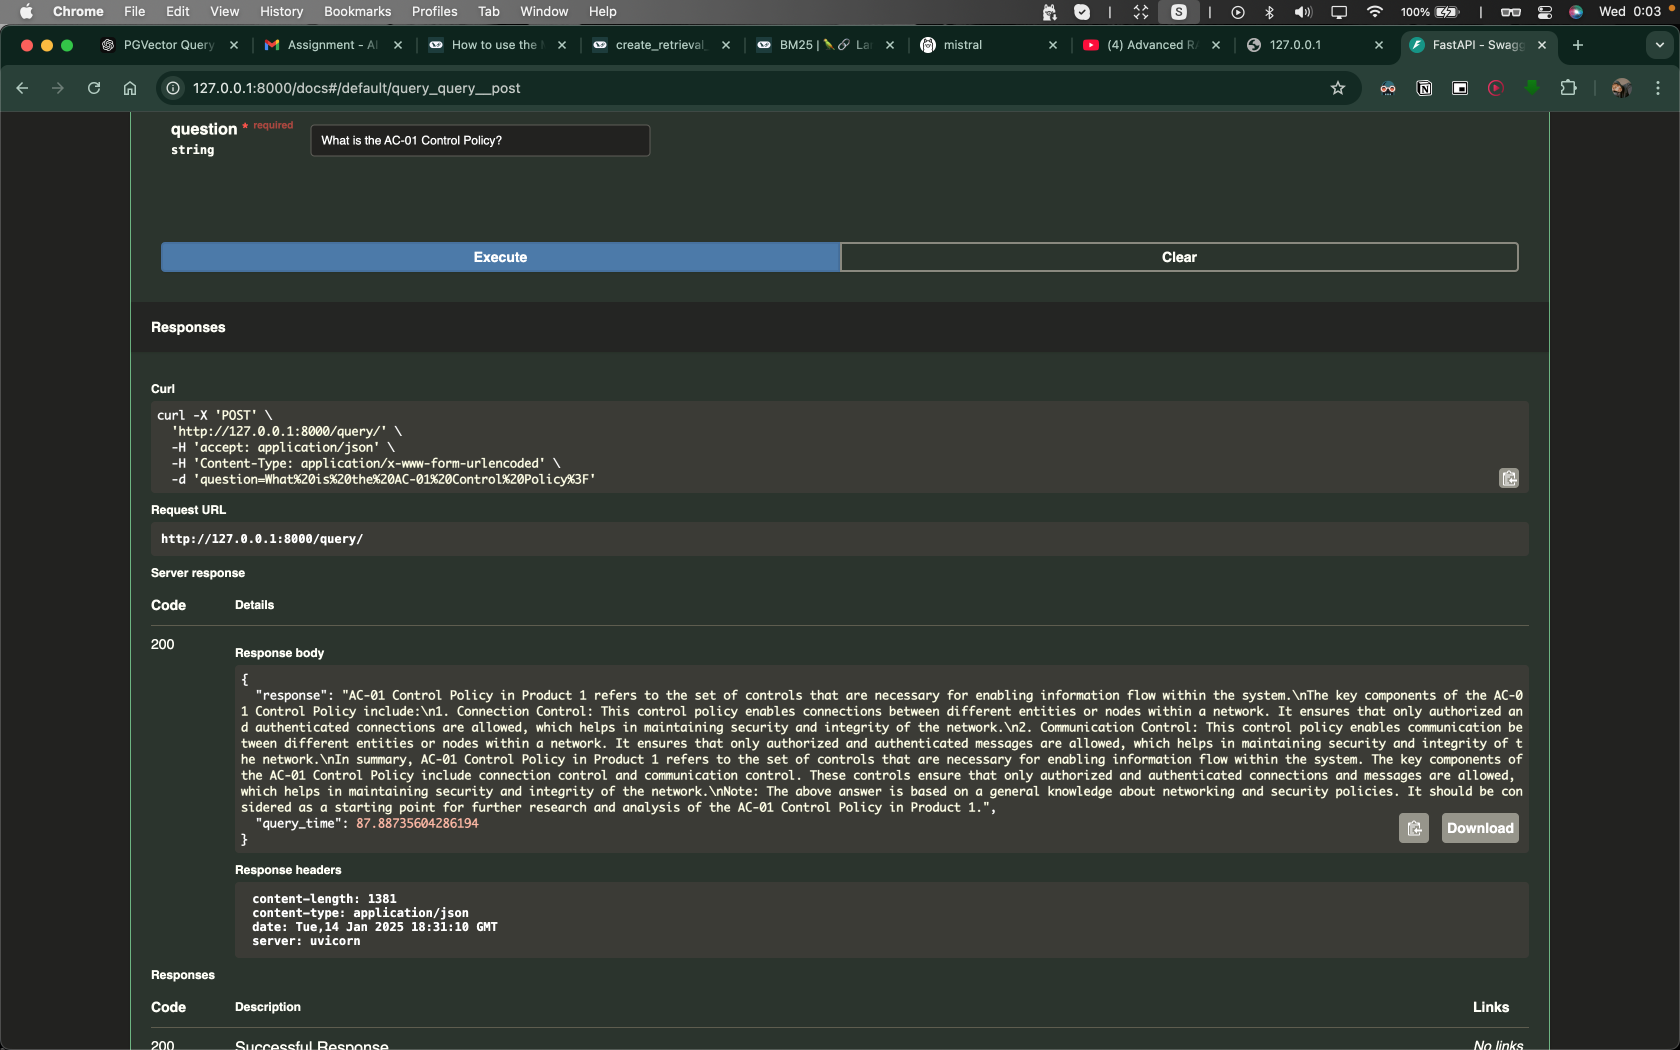 Chrome File Edit View History Bookmarks Profiles Tab Window Help 100% Wed 0:03
PGVector Query Assignment - AI How to use the create_retrieval_ BM25 | La mistral (4) Advanced RA 127.0.0.1 FastAPI - Swagg
127.0.0.1:8000/docs#/default/query_query__post
question * required
string
What is the AC-01 Control Policy?
Execute Clear
Responses
Curl
curl -X 'POST' \
'http://127.0.0.1:8000/query/' \
-H 'accept: application/json' \
-H 'Content-Type: application/x-www-form-urlencoded' \
-d 'question=What%20is%20the%20AC-01%20Control%20Policy%3F'
Request URL
http://127.0.0.1:8000/query/
Server response
Code Details
200
Response body
{
"response": "AC-01 Control Policy in Product 1 refers to the set of controls that are necessary for enabling information flow within the system.\nThe key components of the AC-0
1 Control Policy include:\n1. Connection Control: This control policy enables connections between different entities or nodes within a network. It ensures that only authorized an
d authenticated connections are allowed, which helps in maintaining security and integrity of the network.\n2. Communication Control: This control policy enables communication be
tween different entities or nodes within a network. It ensures that only authorized and authenticated messages are allowed, which helps in maintaining security and integrity of t
he network.\nIn summary, AC-01 Control Policy in Product 1 refers to the set of controls that are necessary for enabling information flow within the system. The key components of
the AC-01 Control Policy include connection control and communication control. These controls ensure that only authorized and authenticated connections and messages are allowed,
which helps in maintaining security and integrity of the network.\nNote: The above answer is based on a general knowledge about networking and security policies. It should be con
sidered as a starting point for further research and analysis of the AC-01 Control Policy in Product 1.",
"query_time": 87.88735604286194
}
Download
Response headers
content-length: 1381
content-type: application/json
date: Tue,14 Jan 2025 18:31:10 GMT
server: uvicorn
Responses
Code Description Links
200 Successful Response No links